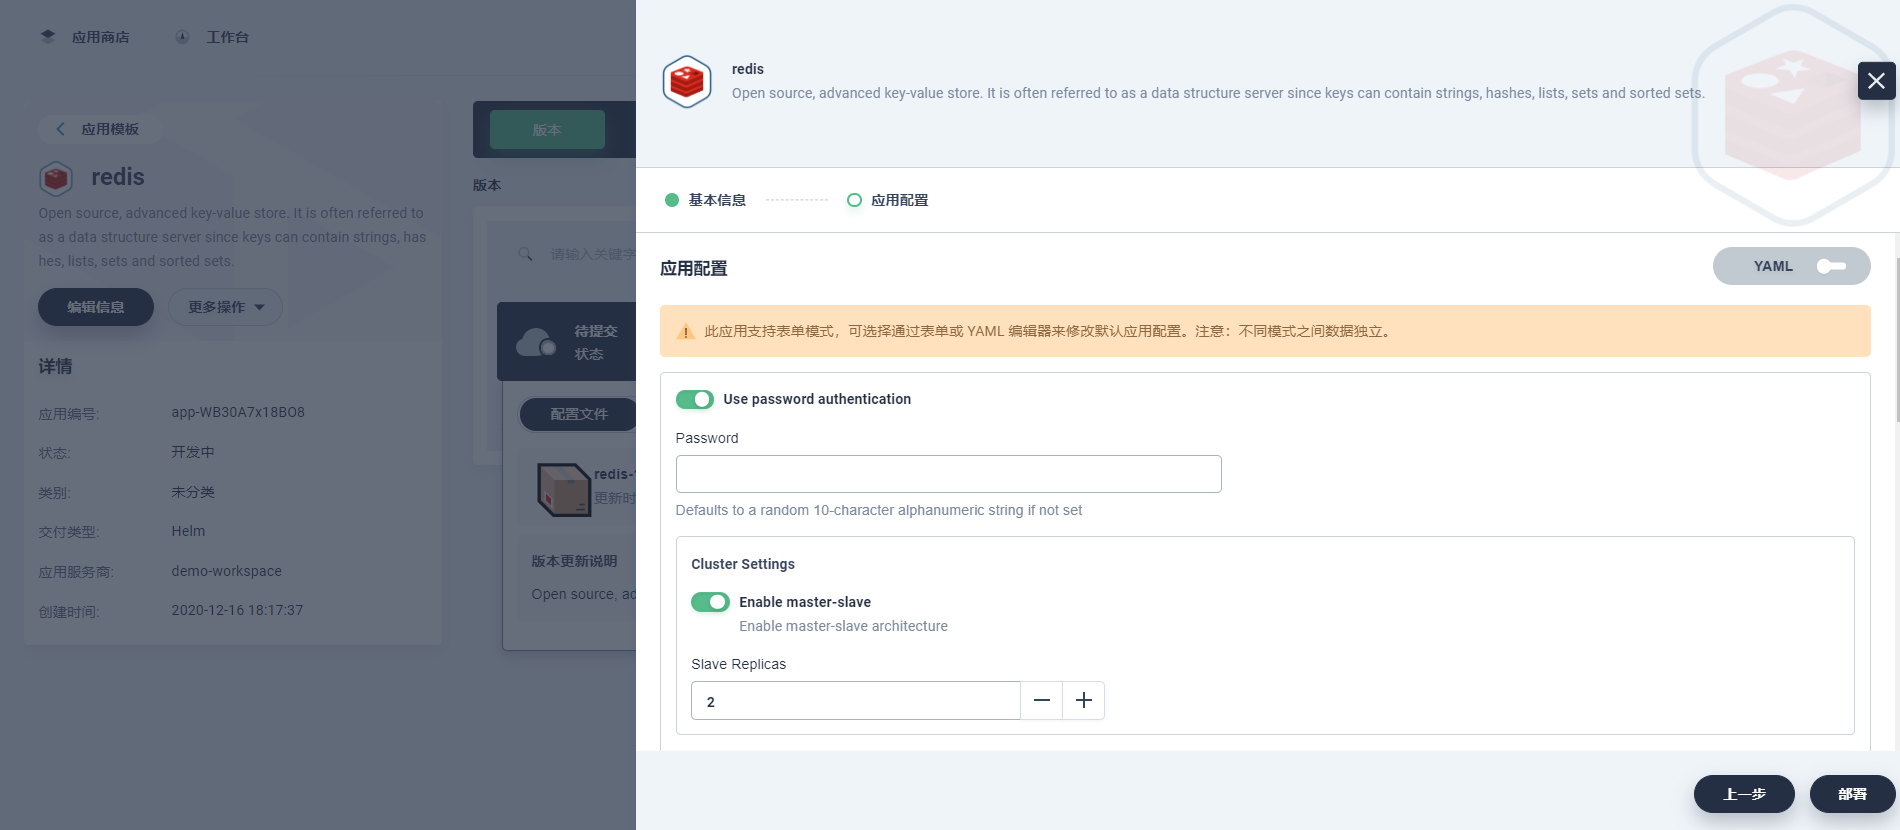 应用商店
工作台
应用模板
redis
Open source, advanced key-value store. It is often referred to
as a data structure server since keys can contain strings, has
hes, lists, sets and sorted sets.
编辑信息
更多操作
详情
应用编号:
app-WB30A7x18BO8
状态:
开发中
类别:
未分类
交付类型:
Helm
应用服务商:
demo-workspace
创建时间:
2020-12-16 18:17:37
版本
版本
请输入关键字
待提交
状态
配置文件
redis-
更新时
版本更新说明
Open source, ad
redis
Open source, advanced key-value store. It is often referred to as a data structure server since keys can contain strings, hashes, lists, sets and sorted sets.
基本信息
应用配置
应用配置
YAML
此应用支持表单模式，可选择通过表单或 YAML 编辑器来修改默认应用配置。注意：不同模式之间数据独立。
Use password authentication
Password
Defaults to a random 10-character alphanumeric string if not set
Cluster Settings
Enable master-slave
Enable master-slave architecture
Slave Replicas
2
上一步
部署